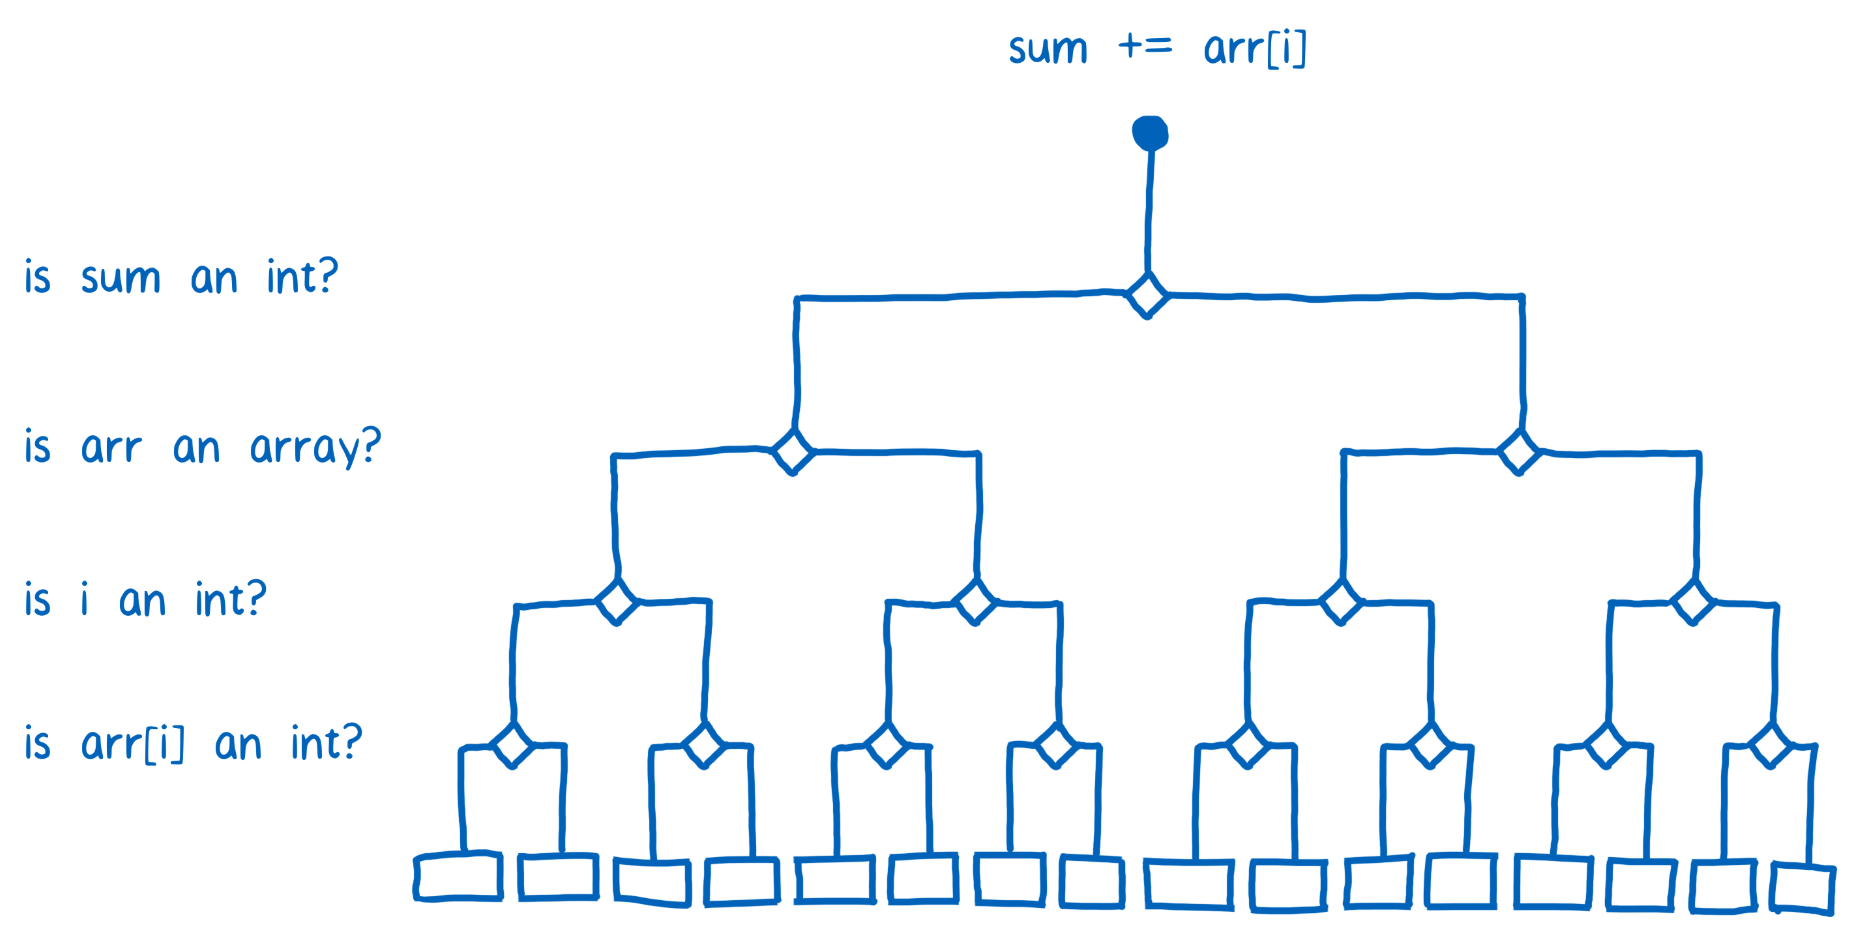 sum += arr[i]
is sum an int?
is arr an array?
is i an int?
is arr[i] an int?